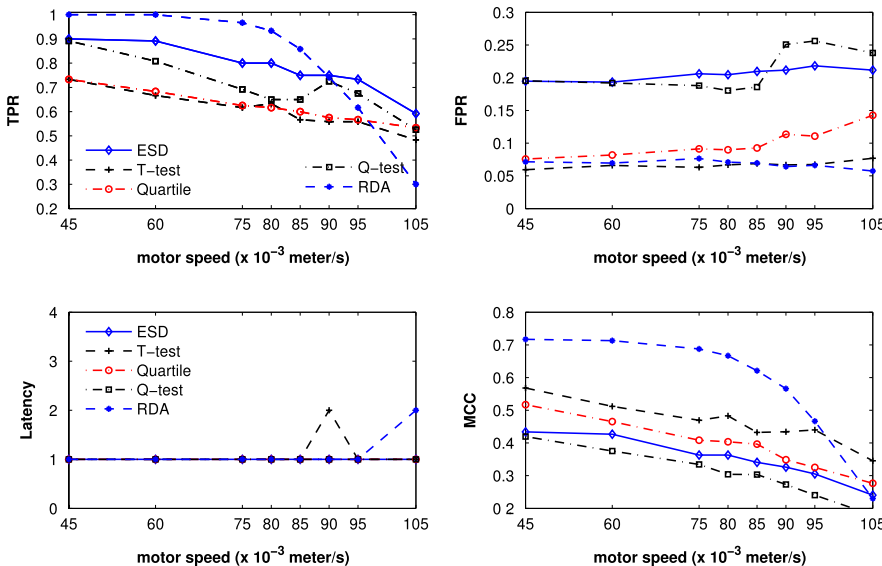 1
0.9
0.8
0.7
0.6
0.5
0.4
0.3
0.2
TPR
ESD
T−test
Quartile
Q−test
RDA
45 60 75 80 85 90 95 105
motor speed (x 10⁻³ meter/s)
0.3
0.25
0.2
0.15
0.1
0.05
0
FPR
45 60 75 80 85 90 95 105
motor speed (x 10⁻³ meter/s)
4
3
2
1
0
Latency
ESD
T−test
Quartile
Q−test
RDA
45 60 75 80 85 90 95 105
motor speed (x 10⁻³ meter/s)
0.8
0.7
0.6
0.5
0.4
0.3
0.2
MCC
45 60 75 80 85 90 95 105
motor speed (x 10⁻³ meter/s)